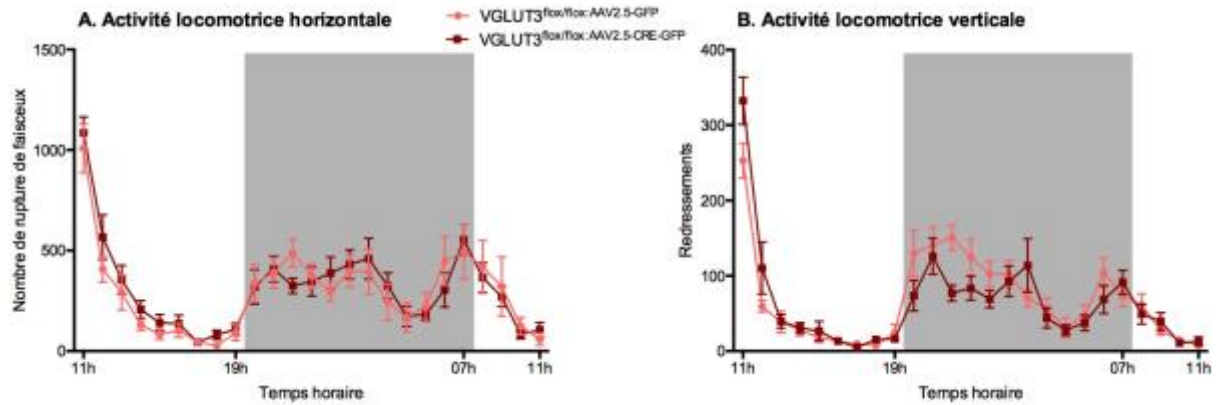 A. Activité locomotrice horizontale
VGLUT3flox/flox:AAV2.5-GFP
VGLUT3flox/flox:AAV2.5-CRE-GFP
Nombre de rupture de faisceux
1500
1000
500
0
11h
19h
07h
11h
Temps horaire
B. Activité locomotrice verticale
Redressements
400
300
200
100
0
11h
19h
07h
11h
Temps horaire